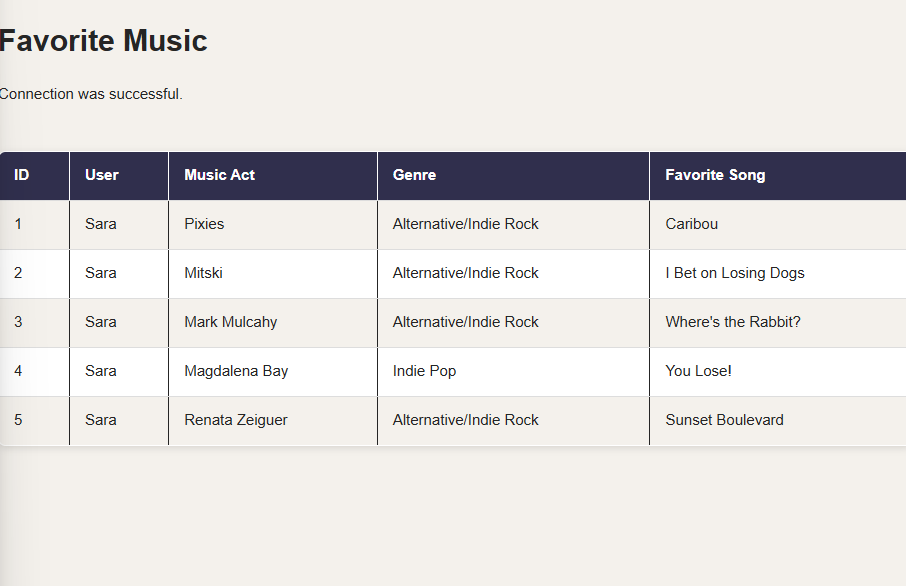 Favorite Music
Connection was successful.
ID User Music Act Genre Favorite Song
1 Sara Pixies Alternative/Indie Rock Caribou
2 Sara Mitski Alternative/Indie Rock I Bet on Losing Dogs
3 Sara Mark Mulcahy Alternative/Indie Rock Where's the Rabbit?
4 Sara Magdalena Bay Indie Pop You Lose!
5 Sara Renata Zeiguer Alternative/Indie Rock Sunset Boulevard